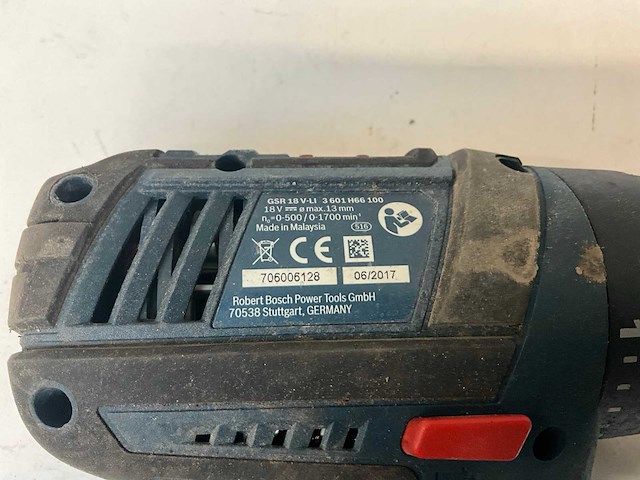 GSR 18 V-LI 3 601 H66 100
18 V ⎓ ø max. 13 mm
n₀=0-500 / 0-1700 min⁻¹
Made in Malaysia 516
CE
706006128 06/2017
Robert Bosch Power Tools GmbH
70538 Stuttgart, GERMANY